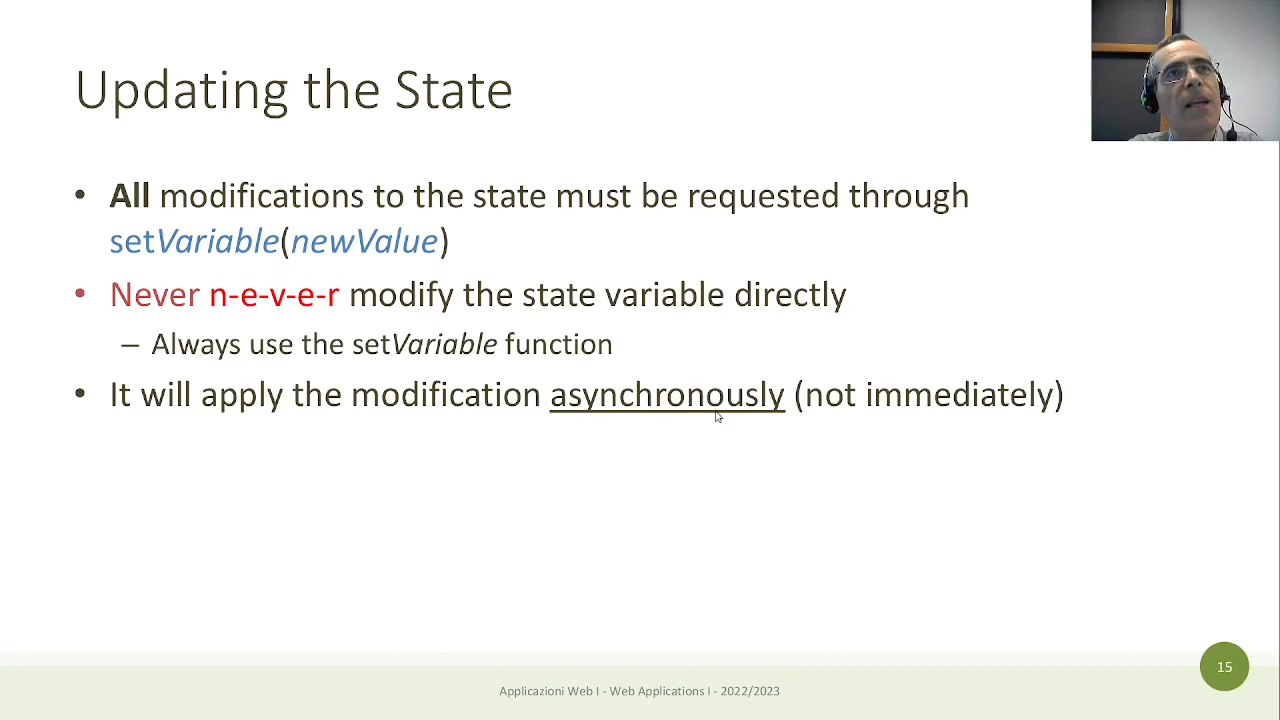 Updating the State
• All modifications to the state must be requested through
setVariable(newValue)
• Never n-e-v-e-r modify the state variable directly
– Always use the setVariable function
• It will apply the modification asynchronously (not immediately)
15
Applicazioni Web I - Web Applications I - 2022/2023